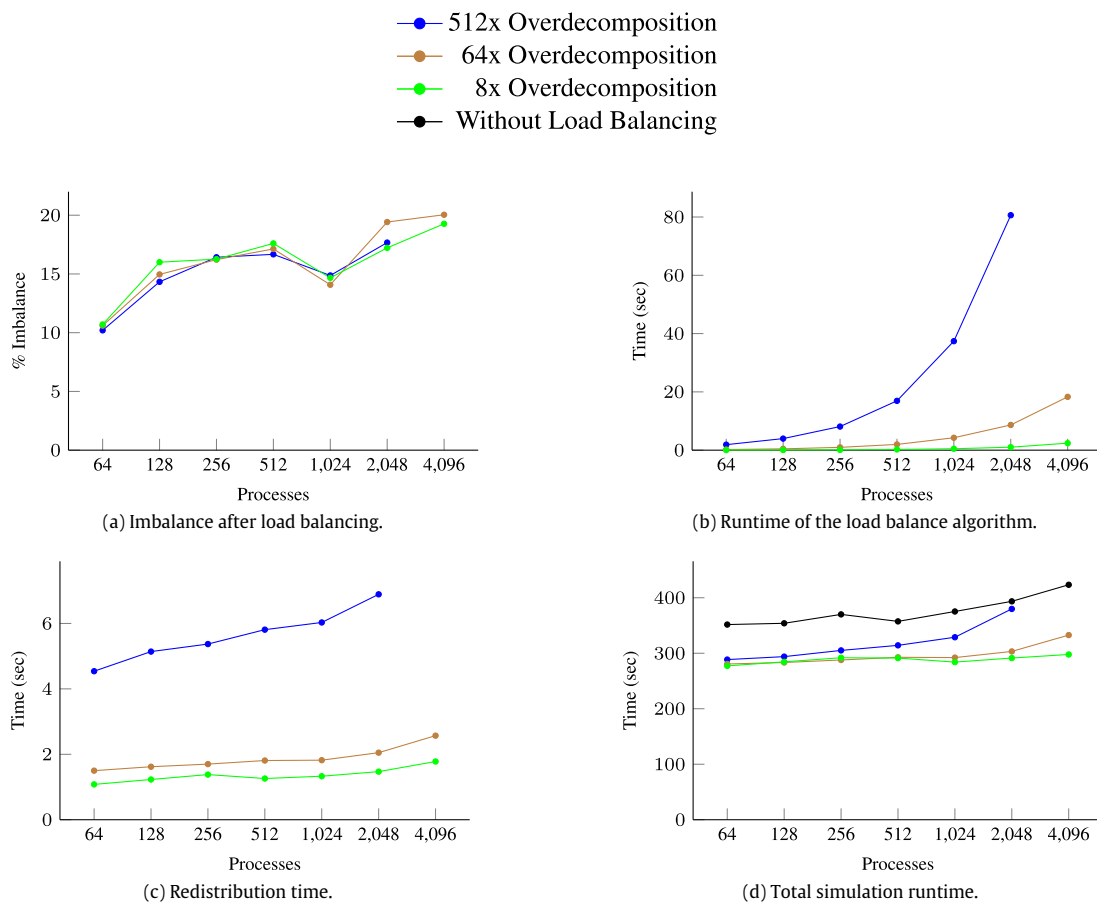 512x Overdecomposition
64x Overdecomposition
8x Overdecomposition
Without Load Balancing
20
15
10
5
0
% Imbalance
64 128 256 512 1,024 2,048 4,096
Processes
(a) Imbalance after load balancing.
80
60
40
20
0
Time (sec)
64 128 256 512 1,024 2,048 4,096
Processes
(b) Runtime of the load balance algorithm.
6
4
2
0
Time (sec)
64 128 256 512 1,024 2,048 4,096
Processes
(c) Redistribution time.
400
300
200
100
0
Time (sec)
64 128 256 512 1,024 2,048 4,096
Processes
(d) Total simulation runtime.